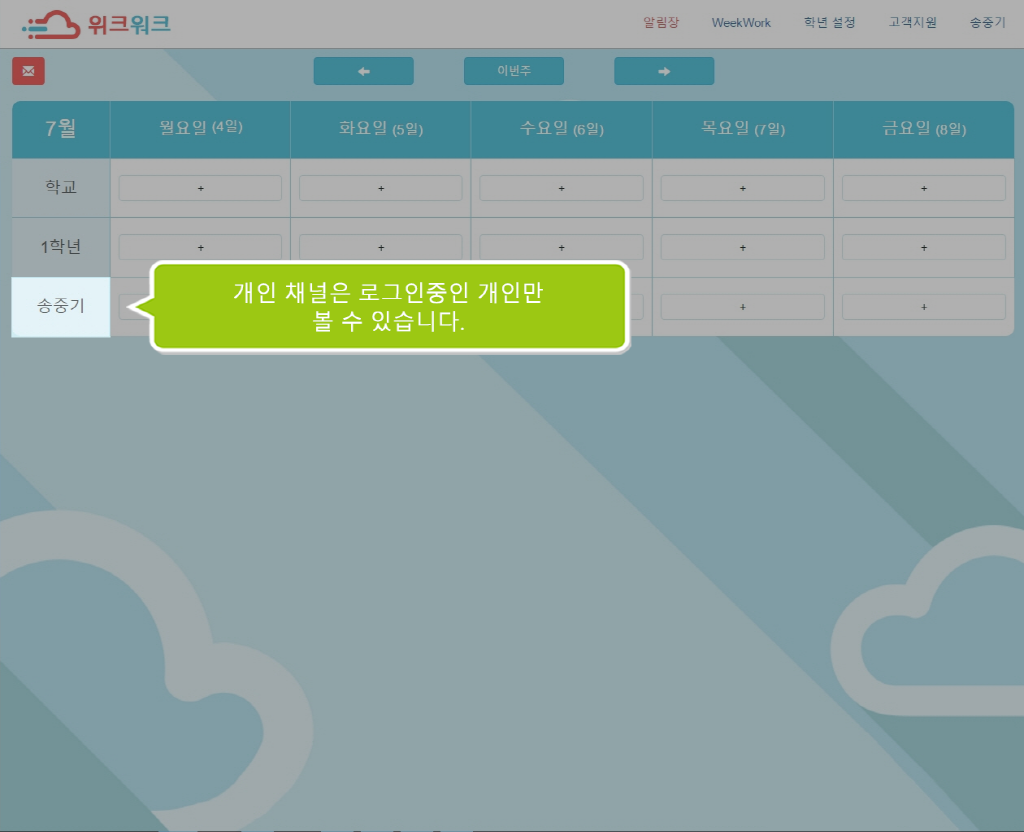 위크워크
알림장 WeekWork 학년 설정 고객지원 송중기
이번주
7월 월요일 (4일) 화요일 (5일) 수요일 (6일) 목요일 (7일) 금요일 (8일)
학교 + + + + +
1학년 + + + + +
송중기 + +
개인 채널은 로그인중인 개인만
볼 수 있습니다.